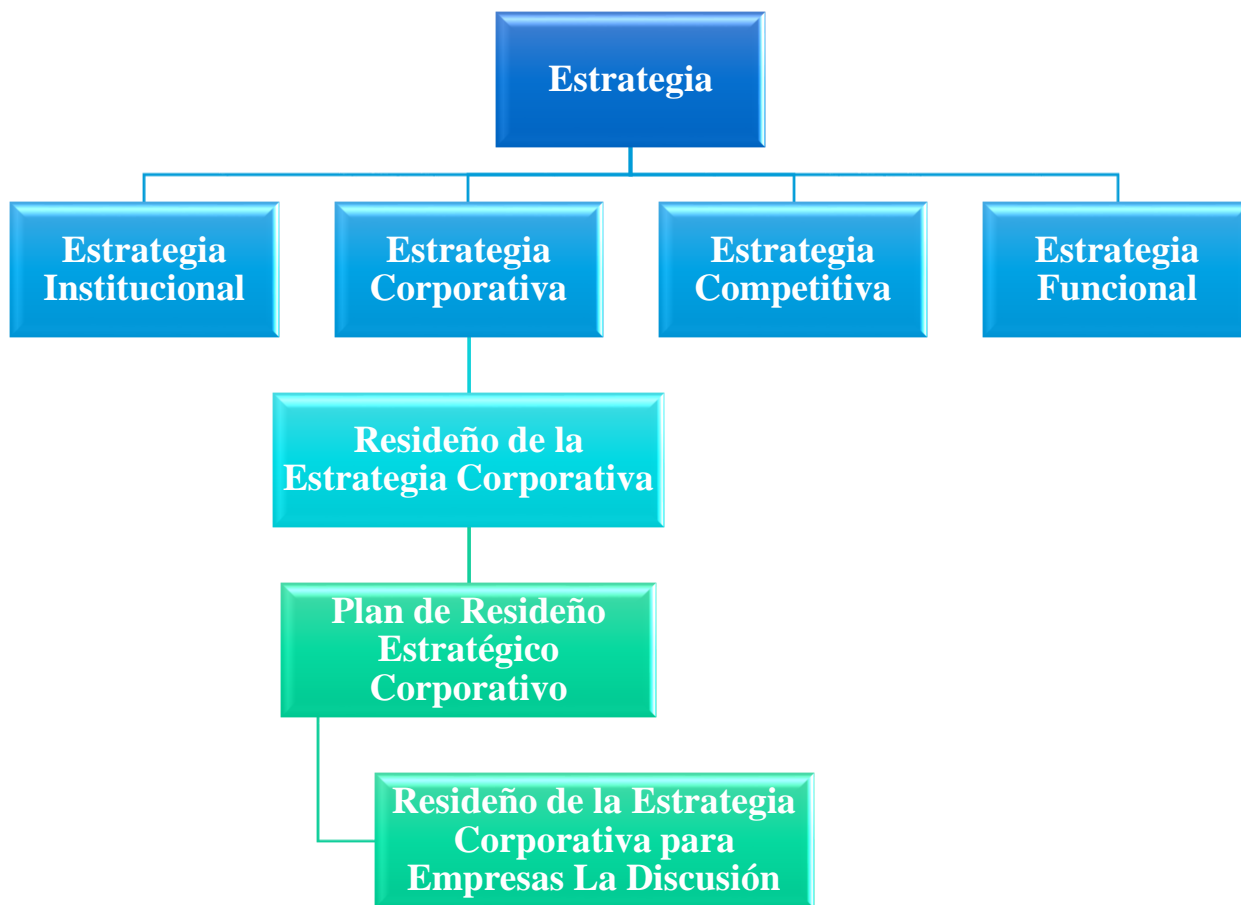 Estrategia
Estrategia
Institucional
Estrategia
Corporativa
Estrategia
Competitiva
Estrategia
Funcional
Resideño de la
Estrategia Corporativa
Plan de Resideño
Estratégico
Corporativo
Resideño de la Estrategia
Corporativa para
Empresas La Discusión